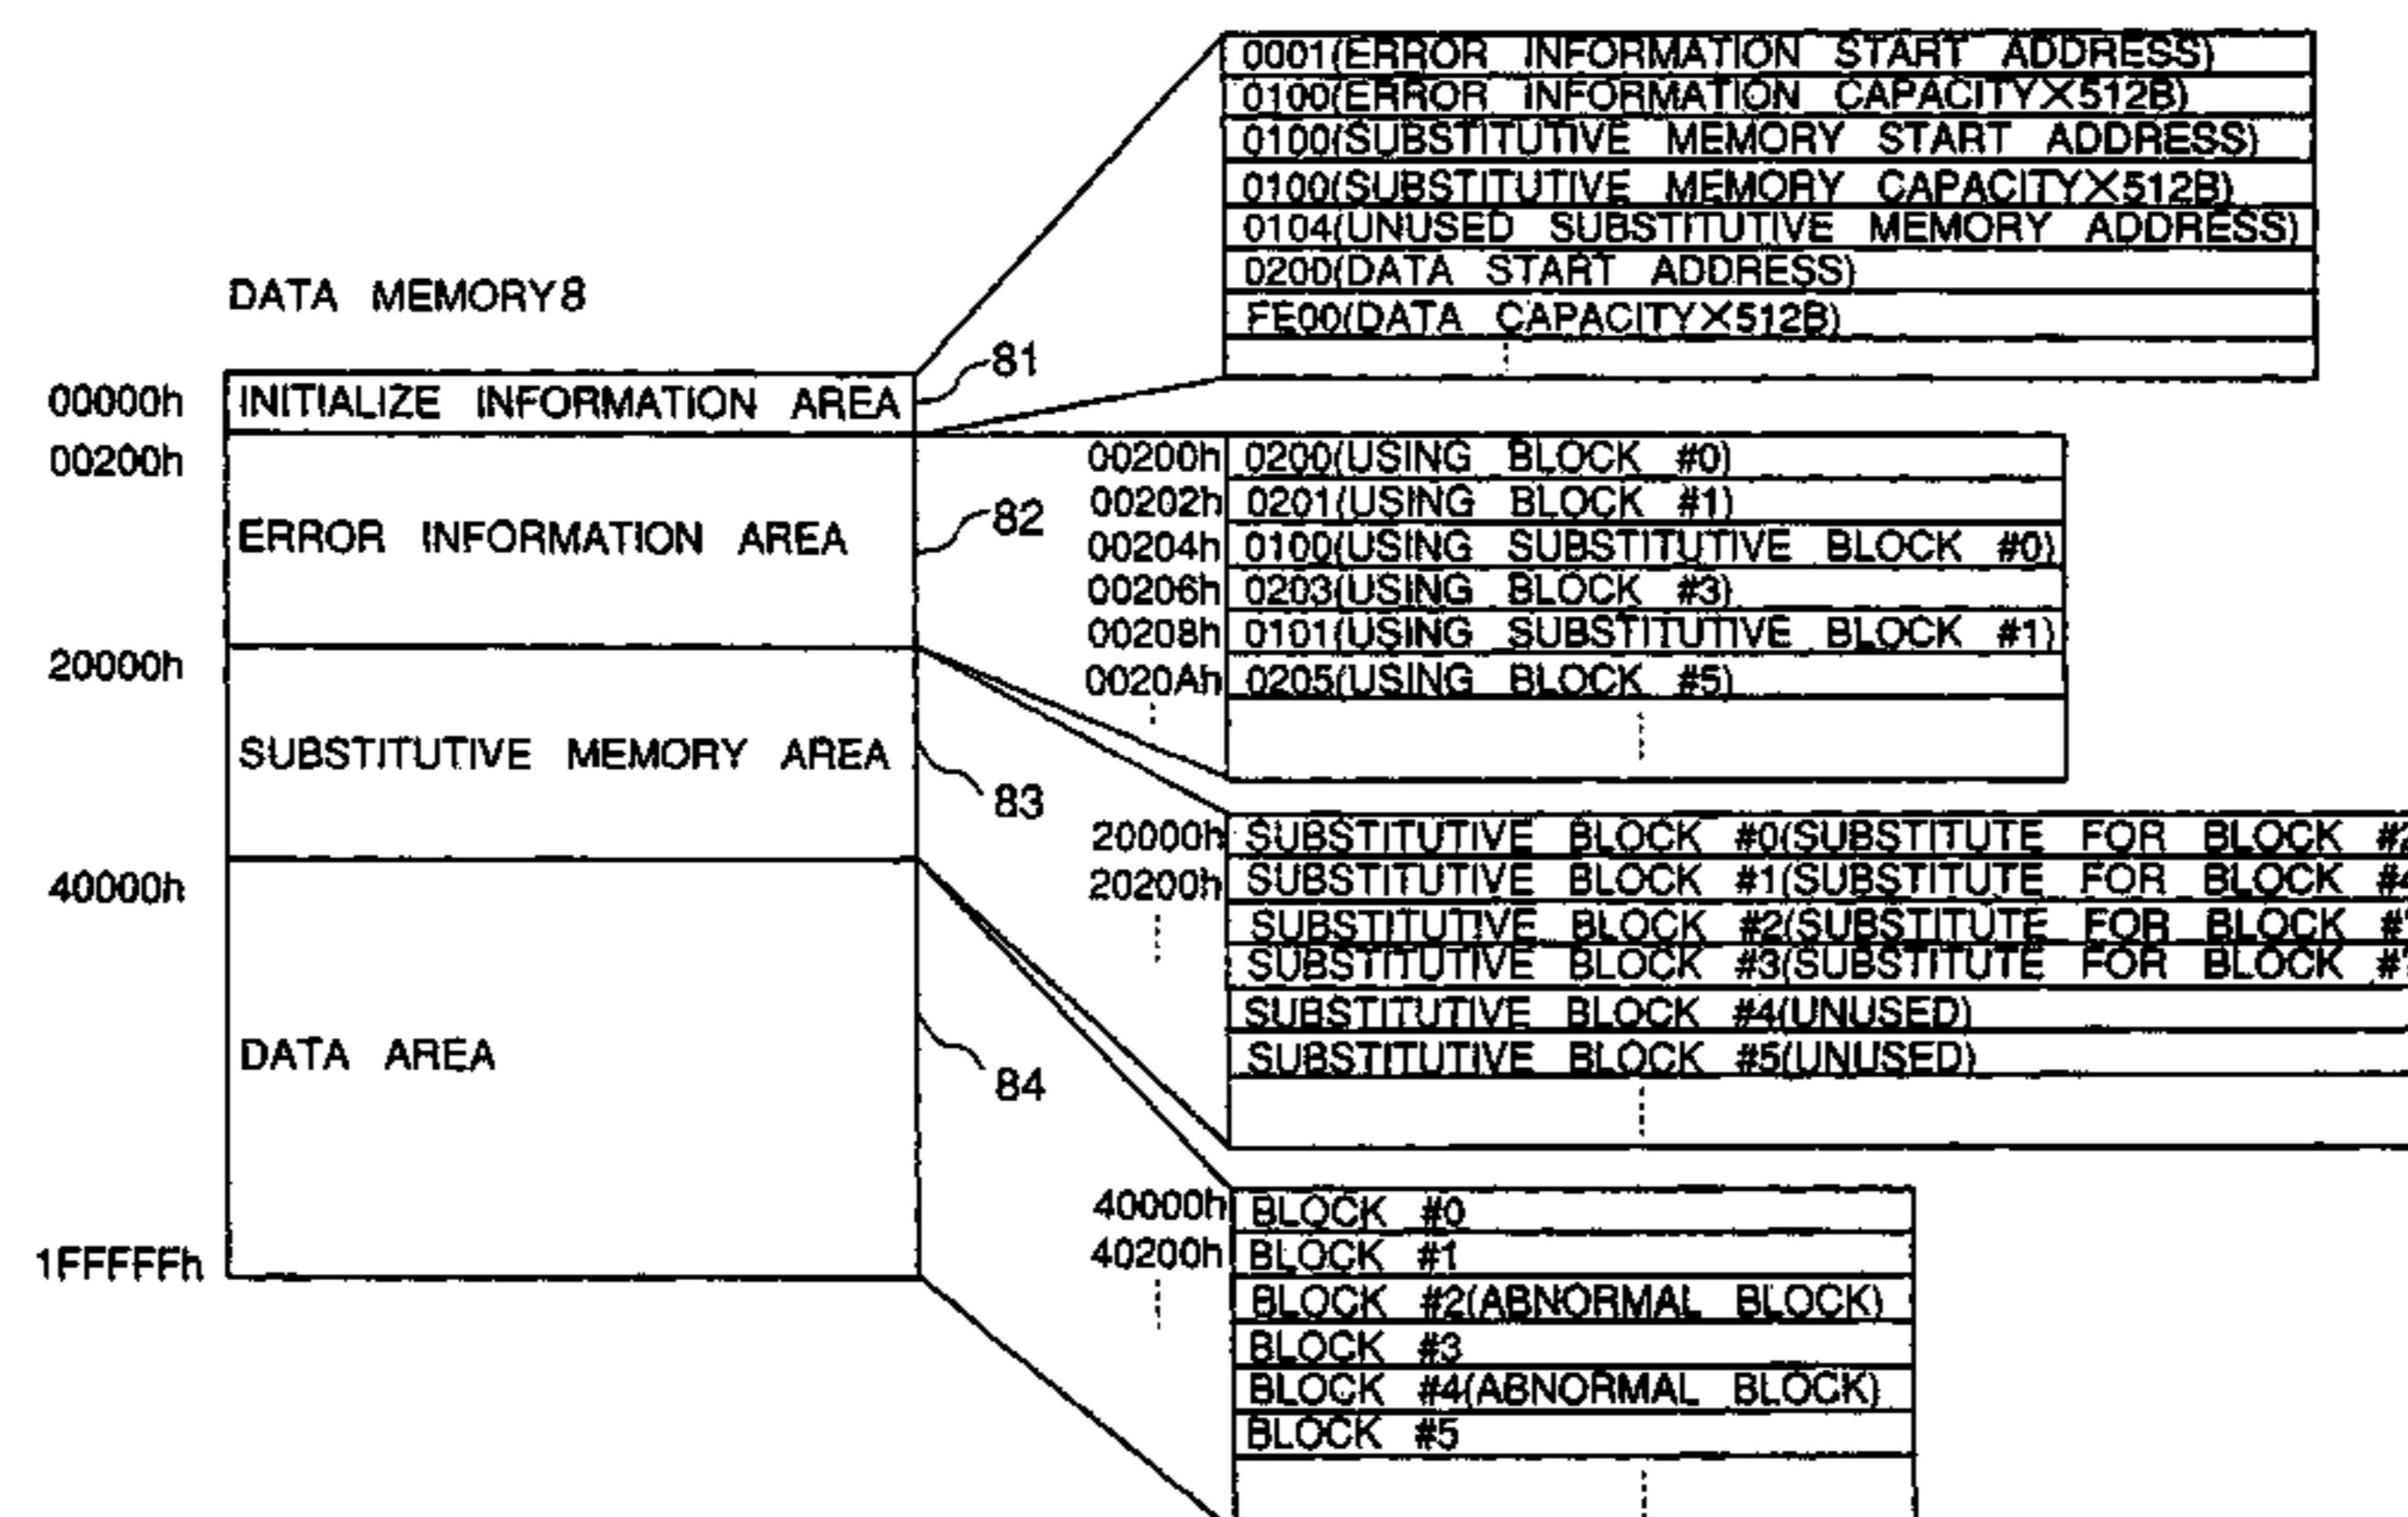 0001(ERROR INFORMATION START ADDRESS)
0100(ERROR INFORMATION CAPACITY×512B)
0100(SUBSTITUTIVE MEMORY START ADDRESS)
0100(SUBSTITUTIVE MEMORY CAPACITY×512B)
0104(UNUSED SUBSTITUTIVE MEMORY ADDRESS)
0200(DATA START ADDRESS)
FE00(DATA CAPACITY×512B)
DATA MEMORY8
00000h INITIALIZE INFORMATION AREA 81
00200h
ERROR INFORMATION AREA 82
20000h
SUBSTITUTIVE MEMORY AREA 83
40000h
DATA AREA 84
1FFFFFh
00200h 0200(USING BLOCK #0)
00202h 0201(USING BLOCK #1)
00204h 0100(USING SUBSTITUTIVE BLOCK #0)
00206h 0203(USING BLOCK #3)
00208h 0101(USING SUBSTITUTIVE BLOCK #1)
0020Ah 0205(USING BLOCK #5)
20000h SUBSTITUTIVE BLOCK #0(SUBSTITUTE FOR BLOCK #2
20200h SUBSTITUTIVE BLOCK #1(SUBSTITUTE FOR BLOCK #4
SUBSTITUTIVE BLOCK #2(SUBSTITUTE FOR BLOCK
SUBSTITUTIVE BLOCK #3(SUBSTITUTE FOR BLOCK
SUBSTITUTIVE BLOCK #4(UNUSED)
SUBSTITUTIVE BLOCK #5(UNUSED)
40000h BLOCK #0
40200h BLOCK #1
BLOCK #2(ABNORMAL BLOCK)
BLOCK #3
BLOCK #4(ABNORMAL BLOCK)
BLOCK #5